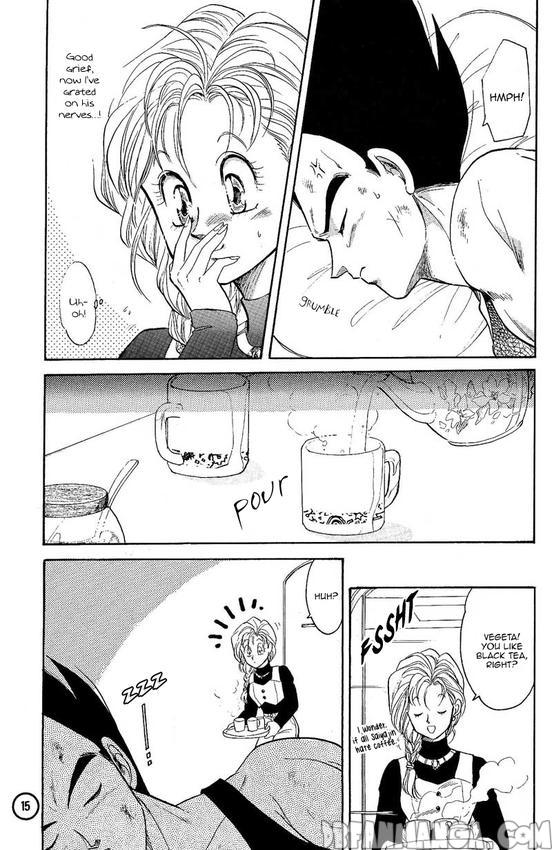 HMPH!
GRUMBLE
Good
grief,
now I've
grated
on his
nerves..!
Uh-
oh!
POUR
FSSHT
VEGETA!
YOU LIKE
BLACK TEA,
RIGHT?
I wonder
if all Saiyajin
hate coffee..
HUH?
ZZZ
15
DBFANMANGA.COM